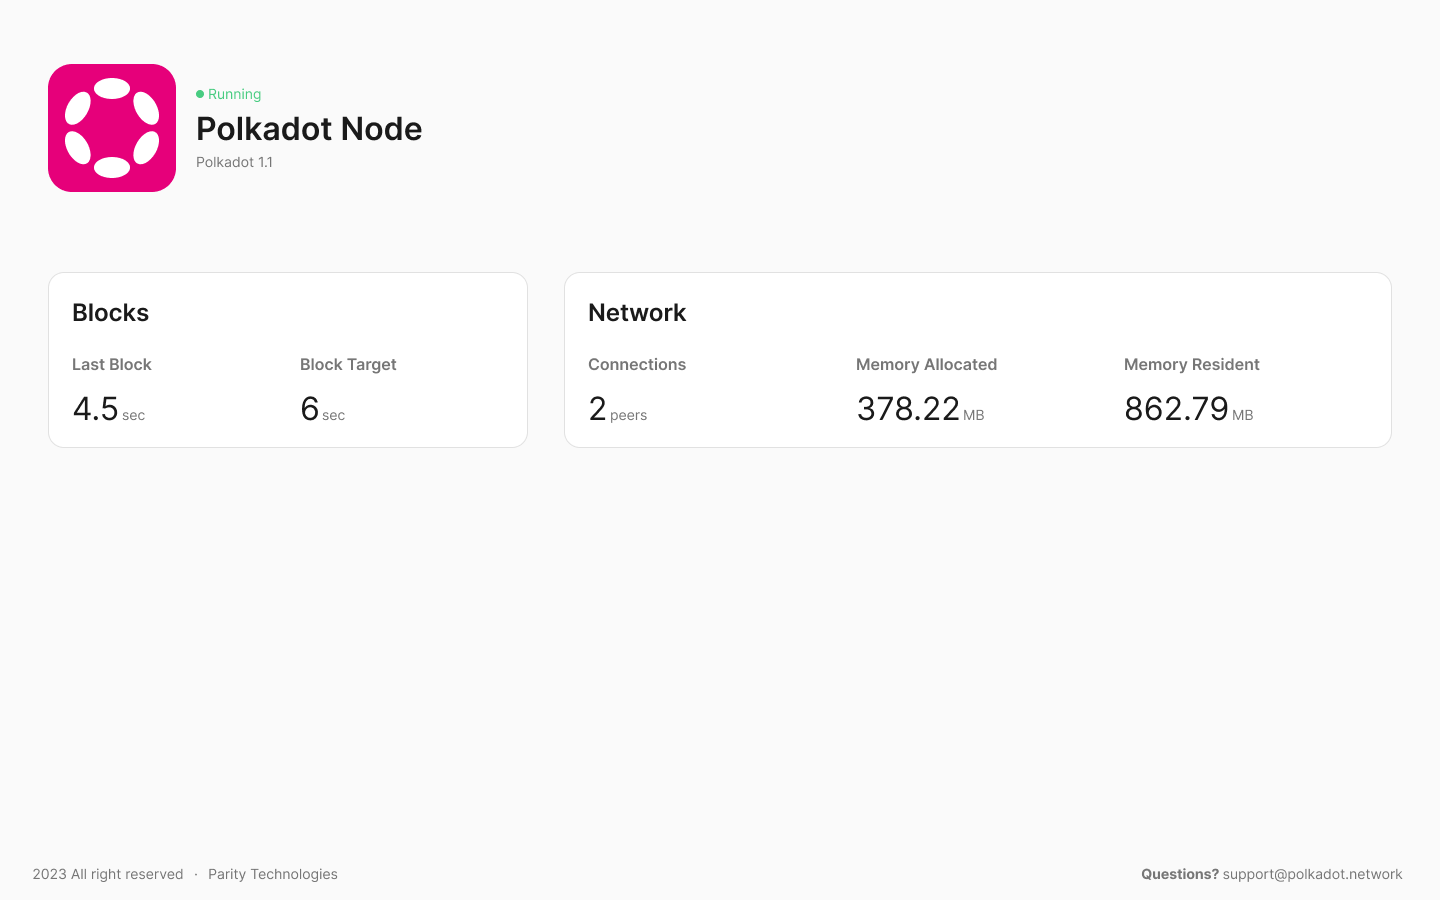 Running
Polkadot Node
Polkadot 1.1
Blocks
Last Block
4.5 sec
Block Target
6 sec
Network
Connections
2 peers
Memory Allocated
378.22 MB
Memory Resident
862.79 MB
2023 All right reserved · Parity Technologies
Questions? support@polkadot.network